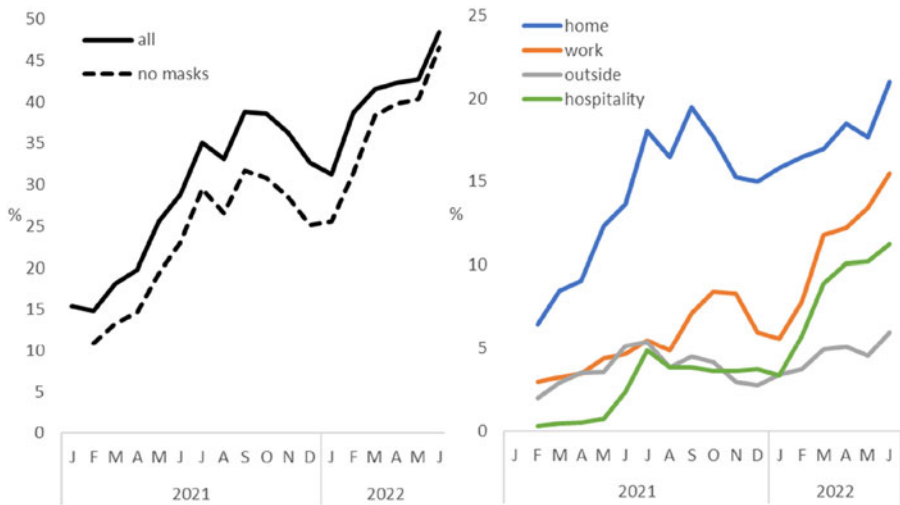 50
45
40
35
30
25
20
15
10
5
0
%
all
no masks
J F M A M J J A S O N D J F M A M J
2021 2022
25
20
15
10
5
0
%
home
work
outside
hospitality
J F M A M J J A S O N D J F M A M J
2021 2022